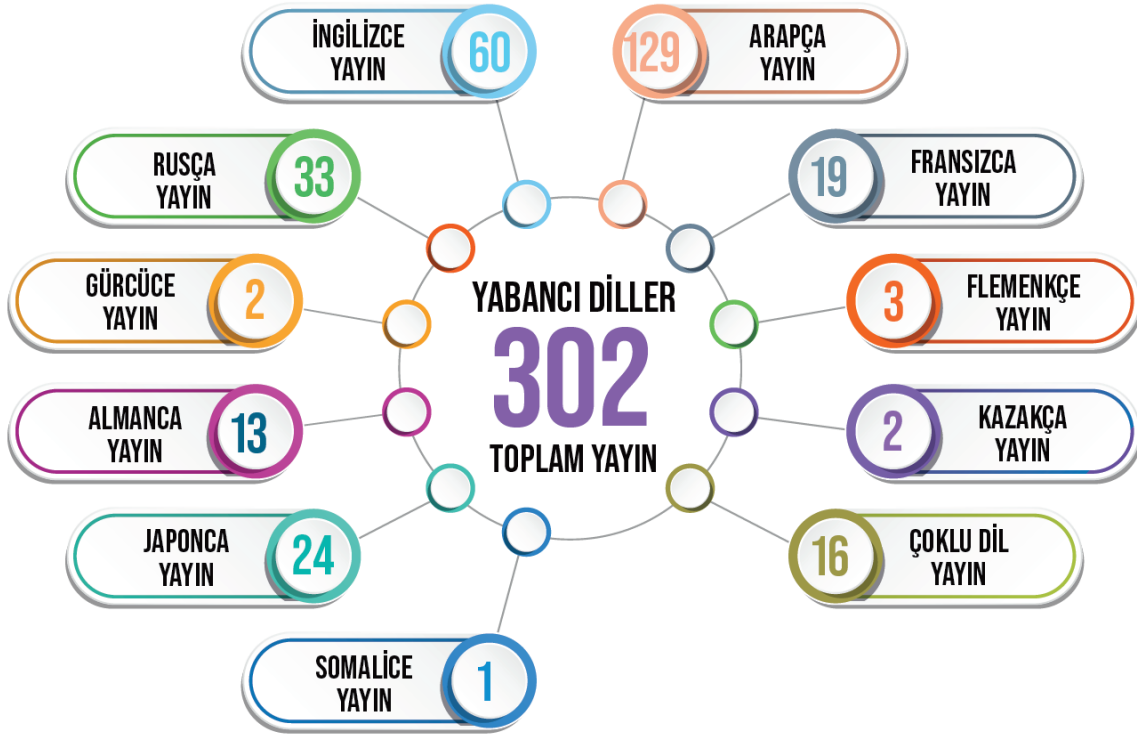 İNGİLİZCE
YAYIN
60
129
ARAPÇA
YAYIN
RUSÇA
YAYIN
33
19
FRANSIZCA
YAYIN
GÜRCÜCE
YAYIN
2
YABANCI DİLLER
302
TOPLAM YAYIN
3
FLEMENKÇE
YAYIN
ALMANCA
YAYIN
13
2
KAZAKÇA
YAYIN
JAPONCA
YAYIN
24
16
ÇOKLU DİL
YAYIN
SOMALİCE
YAYIN
1